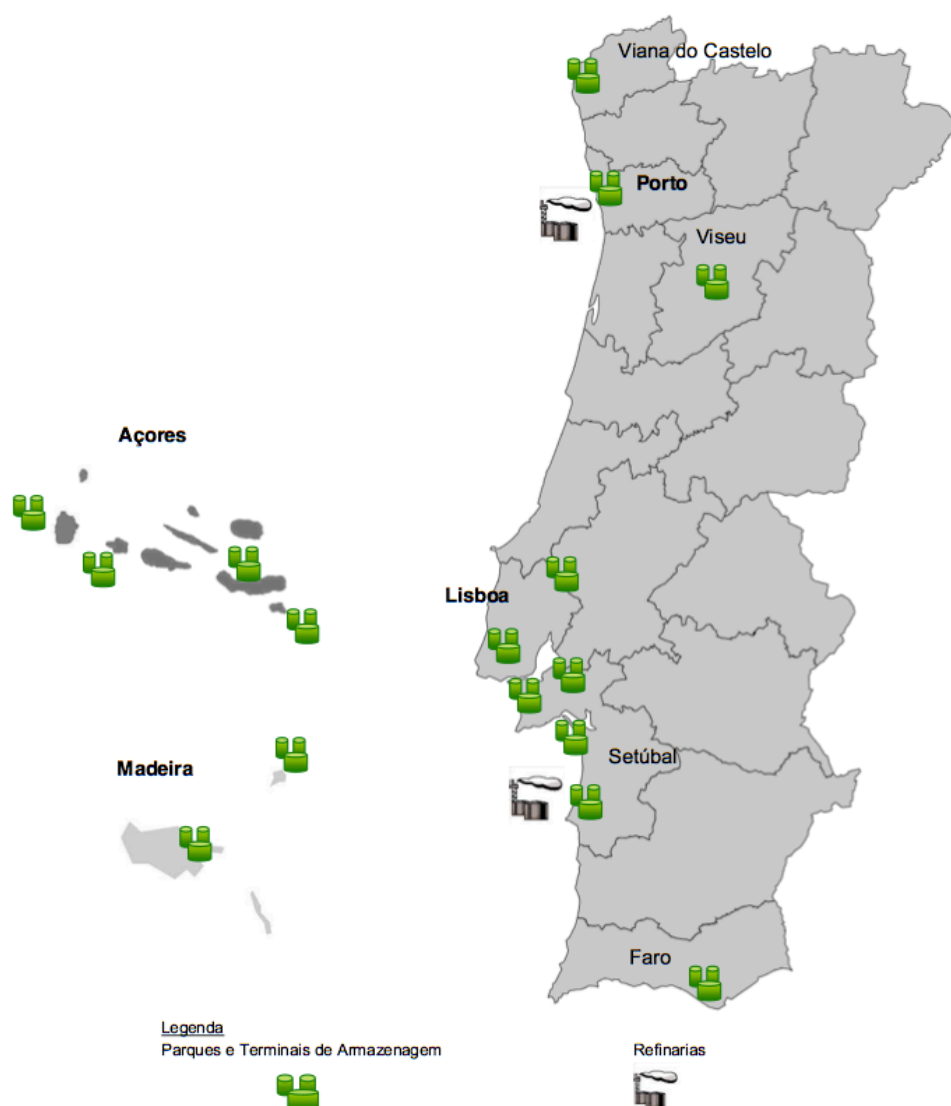 Viana do Castelo
Porto
Viseu
Açores
Lisboa
Setúbal
Madeira
Faro
Legenda
Parques e Terminais de Armazenagem
Refinarias